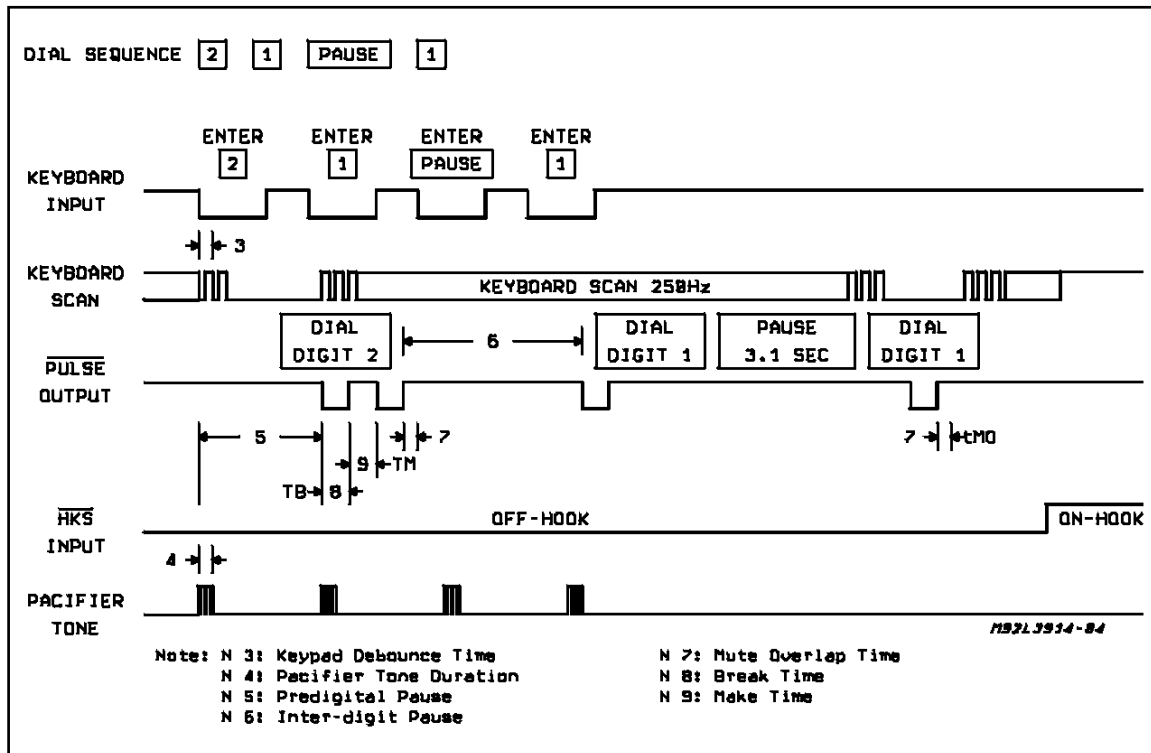 DIAL SEQUENCE 2 1 PAUSE 1
ENTER ENTER ENTER ENTER
2 1 PAUSE 1
KEYBOARD
INPUT
3
KEYBOARD
SCAN
KEYBOARD SCAN 250Hz
DIAL
DIGIT 2
6
DIAL
DIGIT 1
PAUSE
3.1 SEC
DIAL
DIGIT 1
PULSE
OUTPUT
5 9 TM 7 7 tMO
TB 8
HKS
INPUT
OFF-HOOK ON-HOOK
4
PACIFIER
TONE
M92L3914-04
Note: N 3: Keypad Debounce Time
N 4: Pacifier Tone Duration
N 5: Predigital Pause
N 6: Inter-digit Pause
N 7: Mute Overlap Time
N 8: Break Time
N 9: Make Time